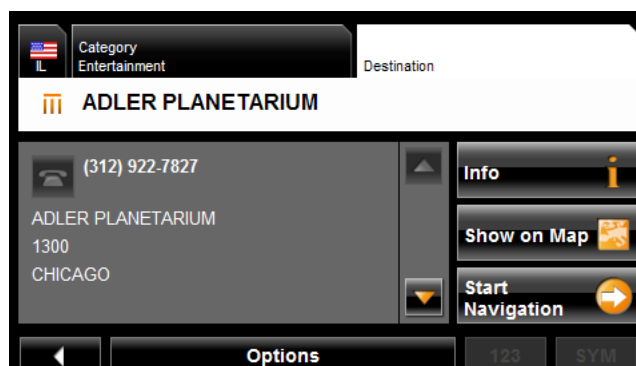 IL
Category
Entertainment
Destination
ADLER PLANETARIUM
(312) 922-7827
ADLER PLANETARIUM
1300
CHICAGO
Info
Show on Map
Start
Navigation
Options
123
SYM